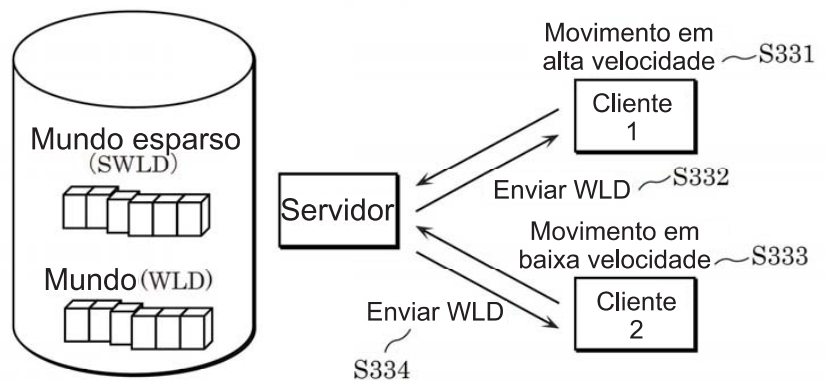 Movimento em
alta velocidade S331
Cliente
1
Mundo esparso
(SWLD)
Servidor
Enviar WLD S332
Movimento em
baixa velocidade S333
Mundo (WLD)
Enviar WLD
S334
Cliente
2